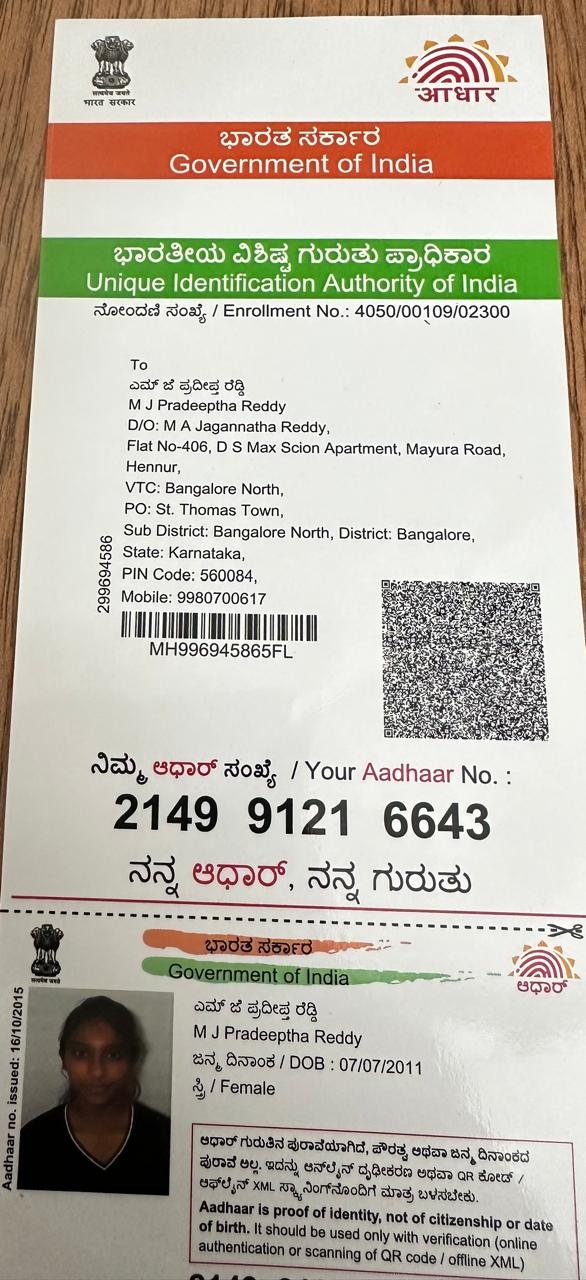 सत्यमेव जयते
भारत सरकार
आधार
ಭಾರತ ಸರ್ಕಾರ
Government of India
ಭಾರತೀಯ ವಿಶಿಷ್ಟ ಗುರುತು ಪ್ರಾಧಿಕಾರ
Unique Identification Authority of India
ನೋಂದಣಿ ಸಂಖ್ಯೆ / Enrollment No.: 4050/00109/02300
To
ಎಮ್ ಜೆ ಪ್ರದೀಪ್ತ ರೆಡ್ಡಿ
M J Pradeeptha Reddy
D/O: M A Jagannatha Reddy,
Flat No-406, D S Max Scion Apartment, Mayura Road,
Hennur,
VTC: Bangalore North,
PO: St. Thomas Town,
Sub District: Bangalore North, District: Bangalore,
State: Karnataka,
PIN Code: 560084,
Mobile: 9980700617
299694586
MH996945865FL
ನಿಮ್ಮ ಆಧಾರ್ ಸಂಖ್ಯೆ / Your Aadhaar No. :
2149 9121 6643
ನನ್ನ ಆಧಾರ್, ನನ್ನ ಗುರುತು
ಭಾರತ ಸರ್ಕಾರ
Government of India
ಆಧಾರ್
Aadhaar no. issued: 16/10/2015
ಎಮ್ ಜೆ ಪ್ರದೀಪ್ತ ರೆಡ್ಡಿ
M J Pradeeptha Reddy
ಜನ್ಮ ದಿನಾಂಕ / DOB : 07/07/2011
ಸ್ತ್ರೀ / Female
ಆಧಾರ್ ಗುರುತಿನ ಪುರಾವೆಯಾಗಿದೆ, ಪೌರತ್ವ ಅಥವಾ ಜನ್ಮ ದಿನಾಂಕದ
ಪುರಾವೆ ಅಲ್ಲ. ಇದನ್ನು ಆನ್‌ಲೈನ್ ದೃಢೀಕರಣ ಅಥವಾ QR ಕೋಡ್ /
ಆಫ್‌ಲೈನ್ XML ಸ್ಕ್ಯಾನಿಂಗ್‌ನೊಂದಿಗೆ ಮಾತ್ರ ಬಳಸಬೇಕು.
Aadhaar is proof of identity, not of citizenship or date
of birth. It should be used only with verification (online
authentication or scanning of QR code / offline XML)